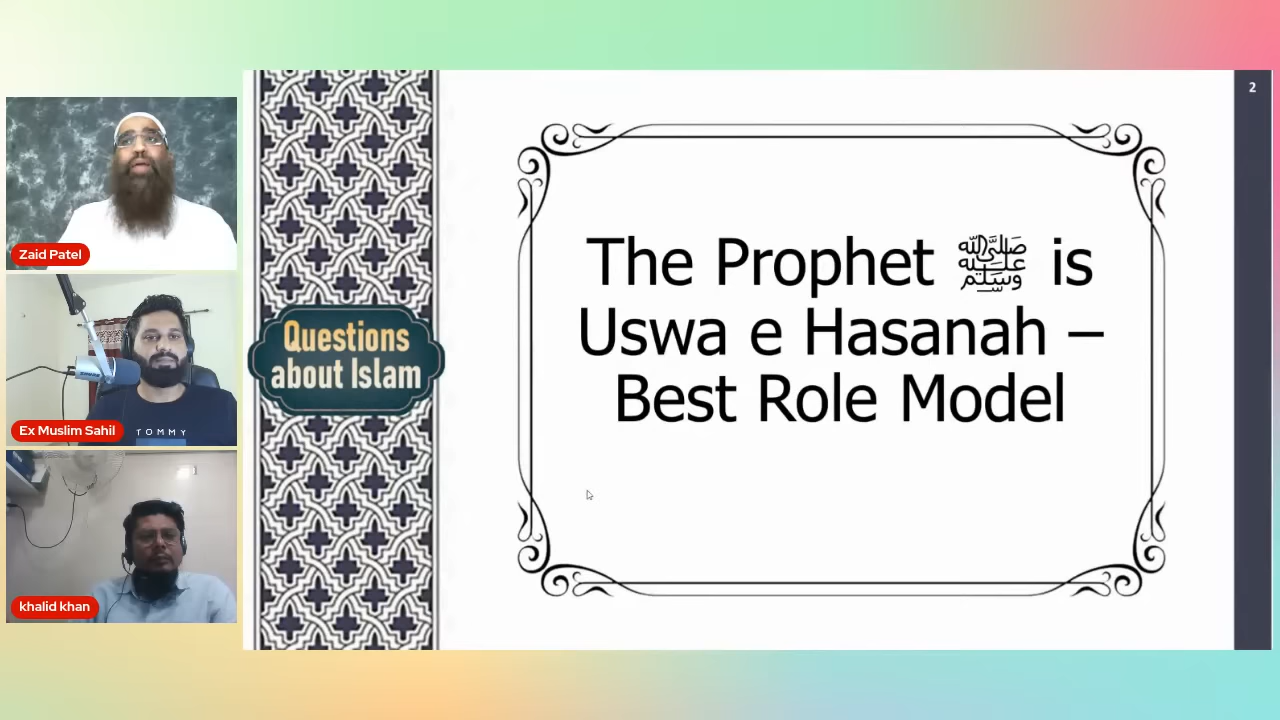 Zaid Patel
Ex Muslim Sahil
TOMMY
khalid khan
Questions
about Islam
The Prophet ﷺ is
Uswa e Hasanah –
Best Role Model
2